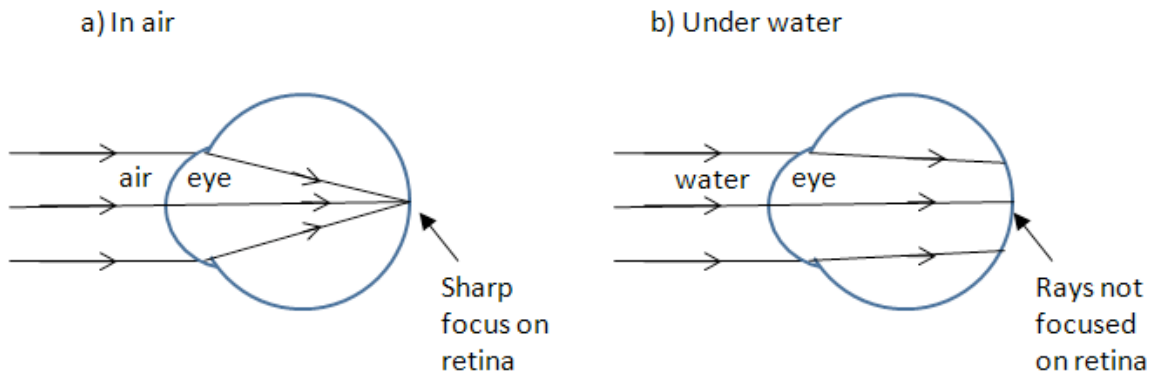 a) In air
b) Under water
air eye
water eye
Sharp
focus on
retina
Rays not
focused
on retina